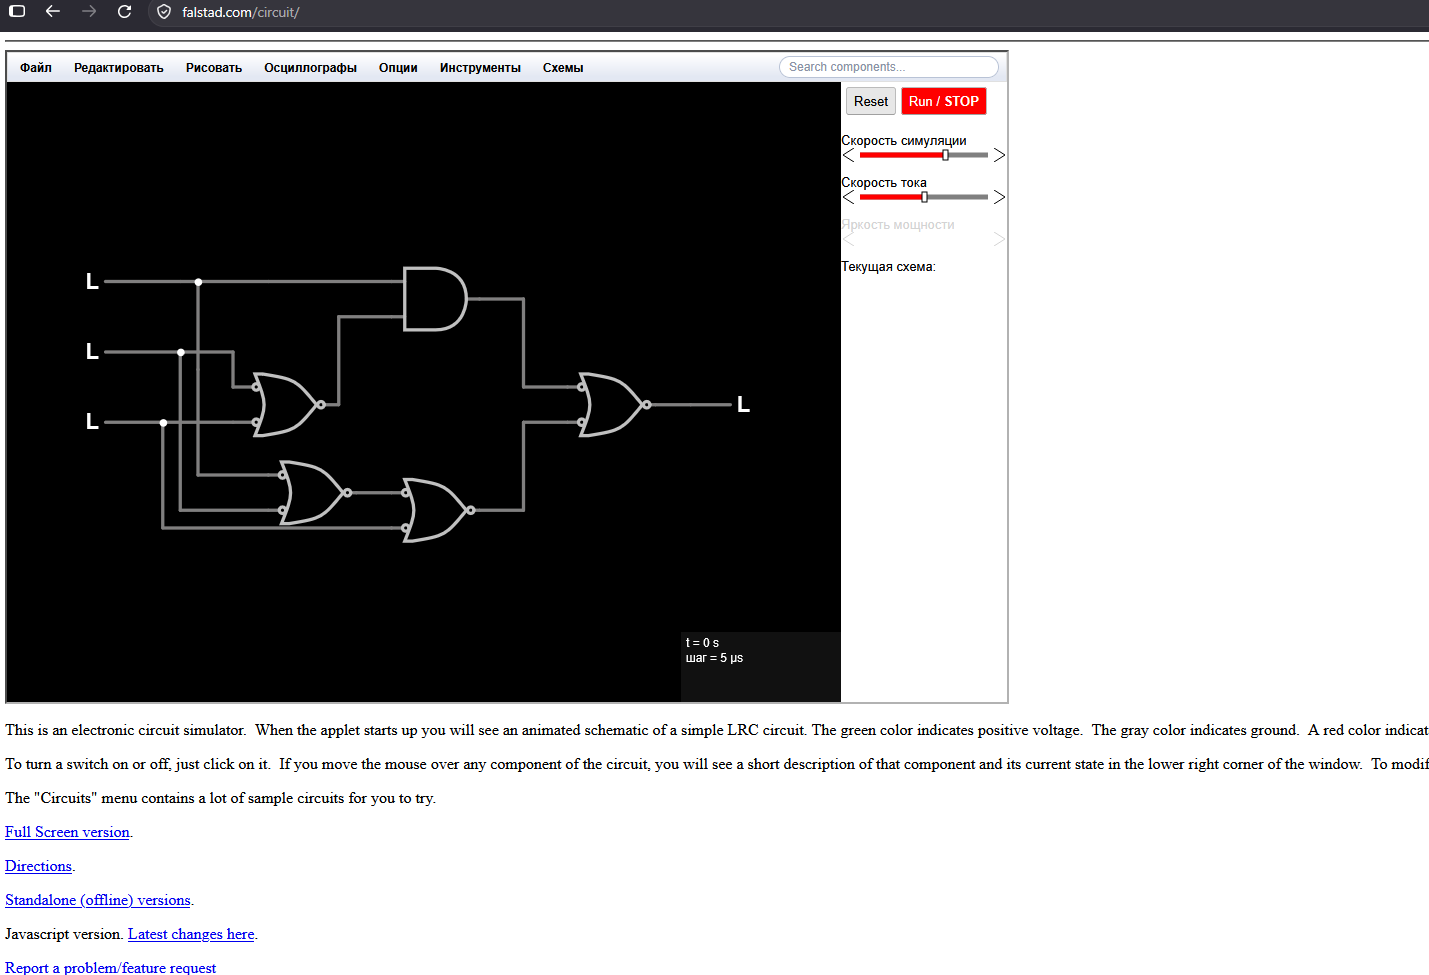 falstad.com/circuit/
Файл Редактировать Рисовать Осциллографы Опции Инструменты Схемы Search components...
Reset Run / STOP
Скорость симуляции
Скорость тока
Яркость мощности
Текущая схема:
L
L
L
L
t = 0 s
шаг = 5 μs
This is an electronic circuit simulator.  When the applet starts up you will see an animated schematic of a simple LRC circuit. The green color indicates positive voltage.  The gray color indicates ground.  A red color indicat
To turn a switch on or off, just click on it.  If you move the mouse over any component of the circuit, you will see a short description of that component and its current state in the lower right corner of the window.  To modif
The "Circuits" menu contains a lot of sample circuits for you to try.
Full Screen version.
Directions.
Standalone (offline) versions.
Javascript version. Latest changes here.
Report a problem/feature request